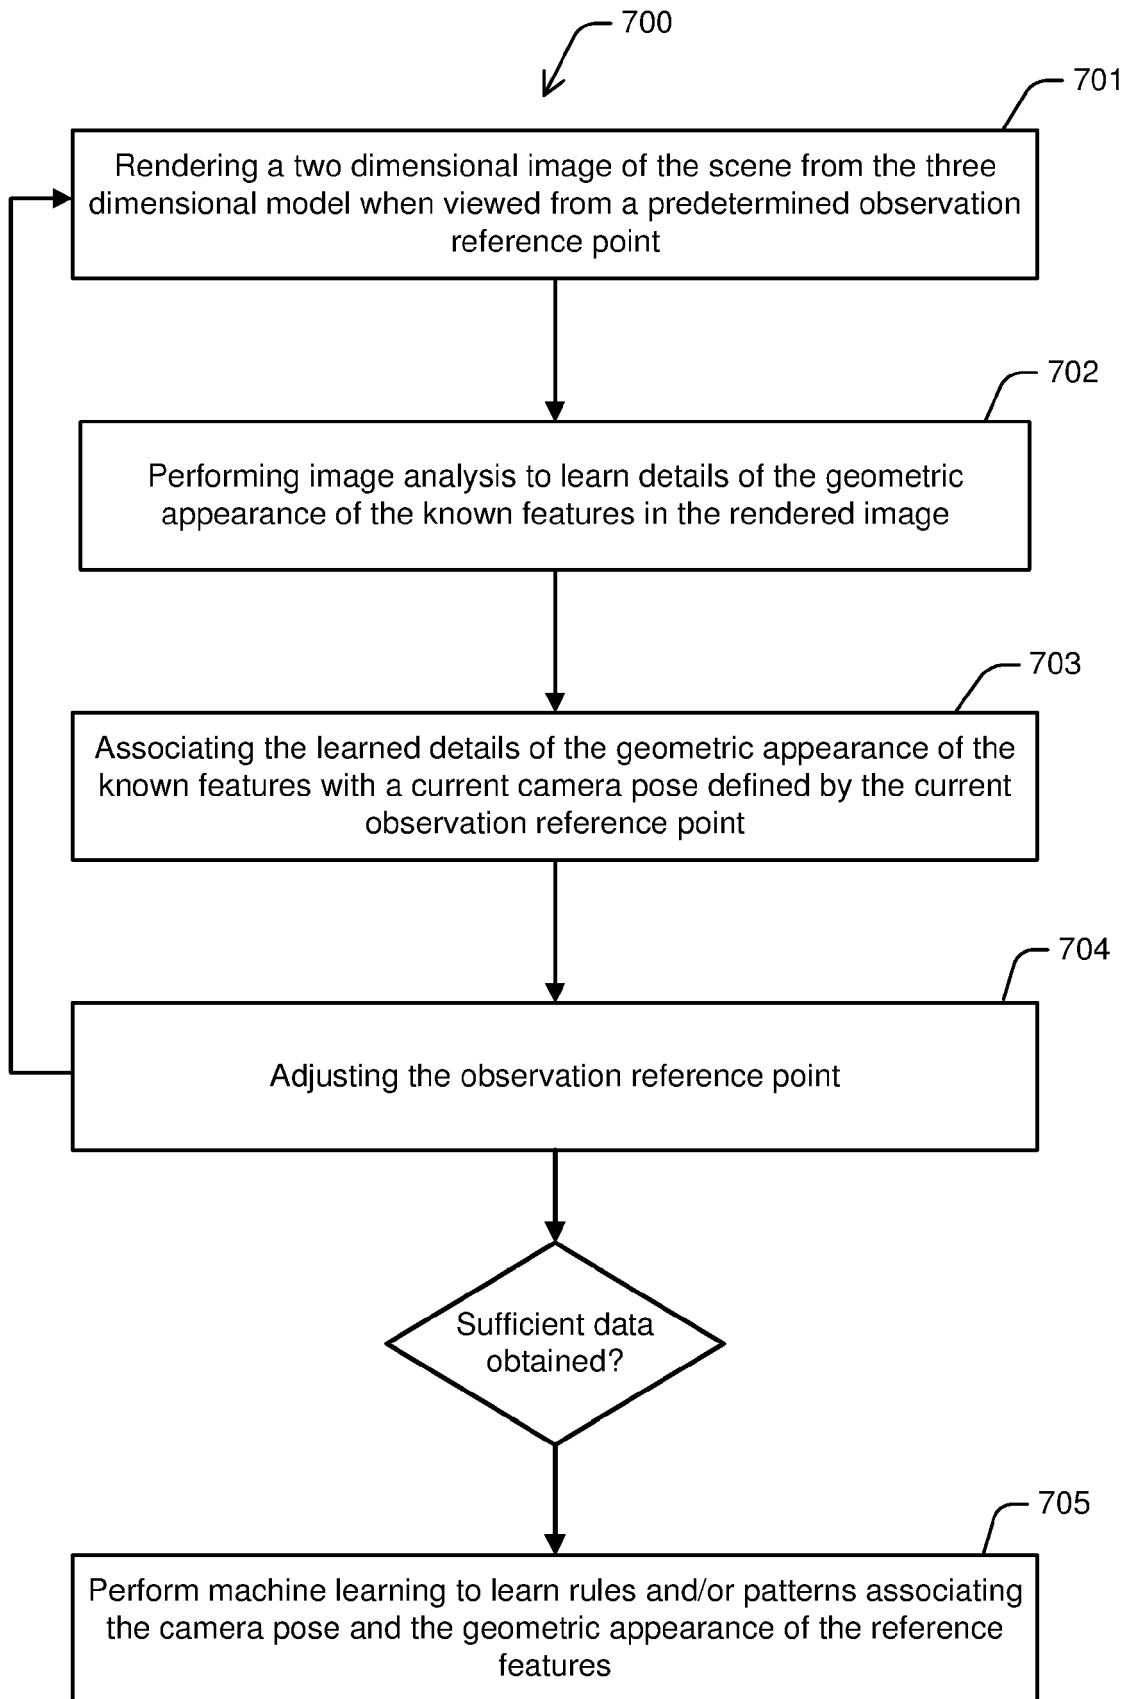 700
701
Rendering a two dimensional image of the scene from the three
dimensional model when viewed from a predetermined observation
reference point
702
Performing image analysis to learn details of the geometric
appearance of the known features in the rendered image
703
Associating the learned details of the geometric appearance of the
known features with a current camera pose defined by the current
observation reference point
704
Adjusting the observation reference point
Sufficient data
obtained?
705
Perform machine learning to learn rules and/or patterns associating
the camera pose and the geometric appearance of the reference
features